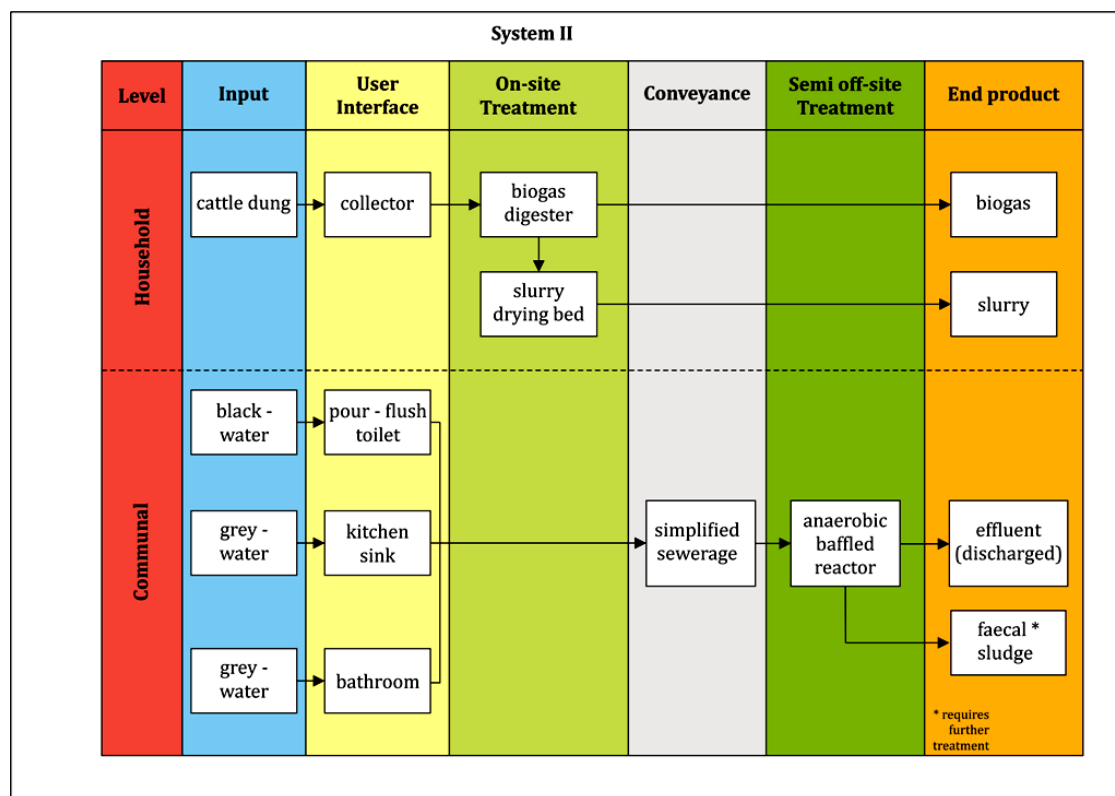 System II
Level
Input
User
Interface
On-site
Treatment
Conveyance
Semi off-site
Treatment
End product
Household
cattle dung
collector
biogas
digester
biogas
slurry
drying bed
slurry
Communal
black -
water
pour - flush
toilet
grey -
water
kitchen
sink
simplified
sewerage
anaerobic
baffled
reactor
effluent
(discharged)
faecal *
sludge
grey -
water
bathroom
* requires
further
treatment